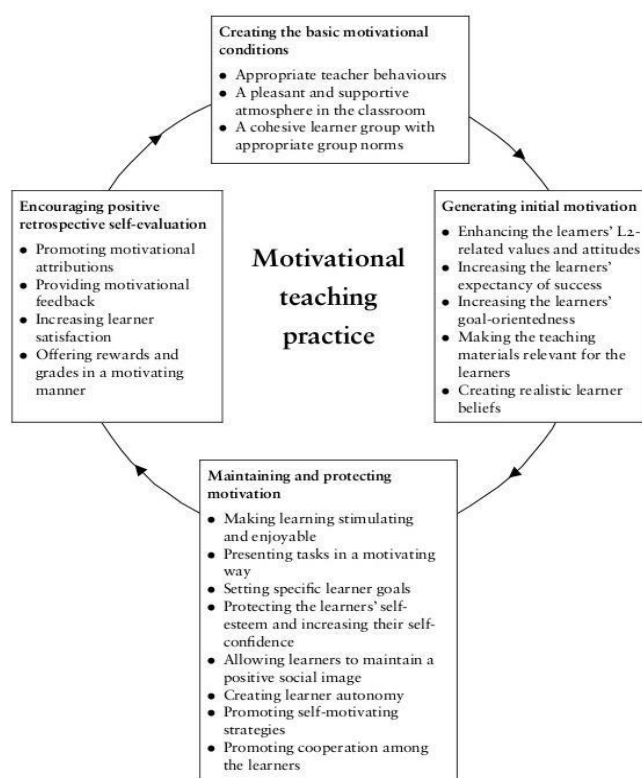 Creating the basic motivational
conditions
● Appropriate teacher behaviours
● A pleasant and supportive
atmosphere in the classroom
● A cohesive learner group with
appropriate group norms
Generating initial motivation
● Enhancing the learners' L2-
related values and attitudes
● Increasing the learners'
expectancy of success
● Increasing the learners'
goal-orientedness
● Making the teaching
materials relevant for the
learners
● Creating realistic learner
beliefs
Maintaining and protecting
motivation
● Making learning stimulating
and enjoyable
● Presenting tasks in a motivating
way
● Setting specific learner goals
● Protecting the learners' self-
esteem and increasing their self-
confidence
● Allowing learners to maintain a
positive social image
● Creating learner autonomy
● Promoting self-motivating
strategies
● Promoting cooperation among
the learners
Encouraging positive
retrospective self-evaluation
● Promoting motivational
attributions
● Providing motivational
feedback
● Increasing learner
satisfaction
● Offering rewards and
grades in a motivating
manner
Motivational
teaching
practice